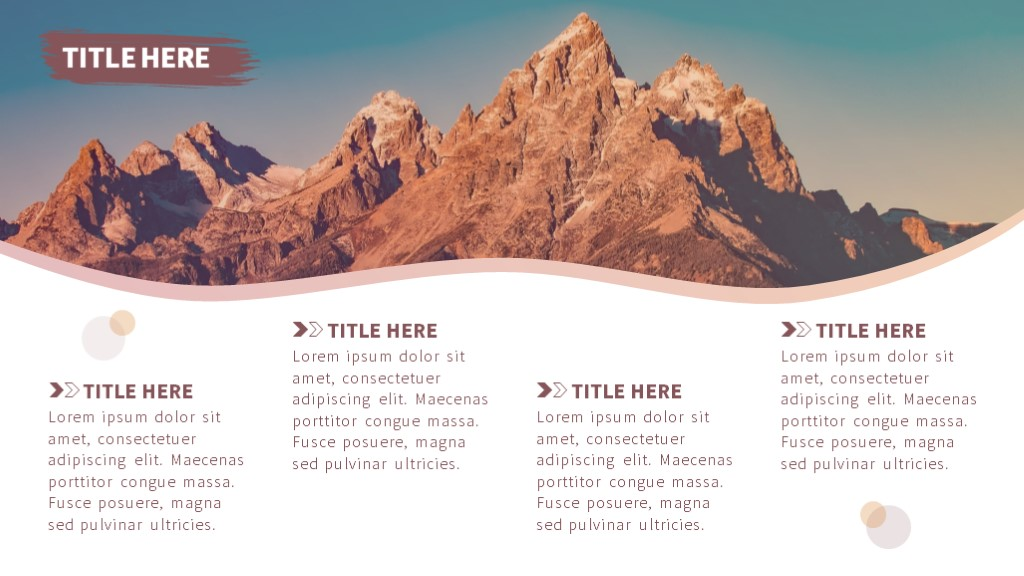 TITLE HERE
TITLE HERE
Lorem ipsum dolor sit
amet, consectetuer
adipiscing elit. Maecenas
porttitor congue massa.
Fusce posuere, magna
sed pulvinar ultricies.
TITLE HERE
Lorem ipsum dolor sit
amet, consectetuer
adipiscing elit. Maecenas
porttitor congue massa.
Fusce posuere, magna
sed pulvinar ultricies.
TITLE HERE
Lorem ipsum dolor sit
amet, consectetuer
adipiscing elit. Maecenas
porttitor congue massa.
Fusce posuere, magna
sed pulvinar ultricies.
TITLE HERE
Lorem ipsum dolor sit
amet, consectetuer
adipiscing elit. Maecenas
porttitor congue massa.
Fusce posuere, magna
sed pulvinar ultricies.